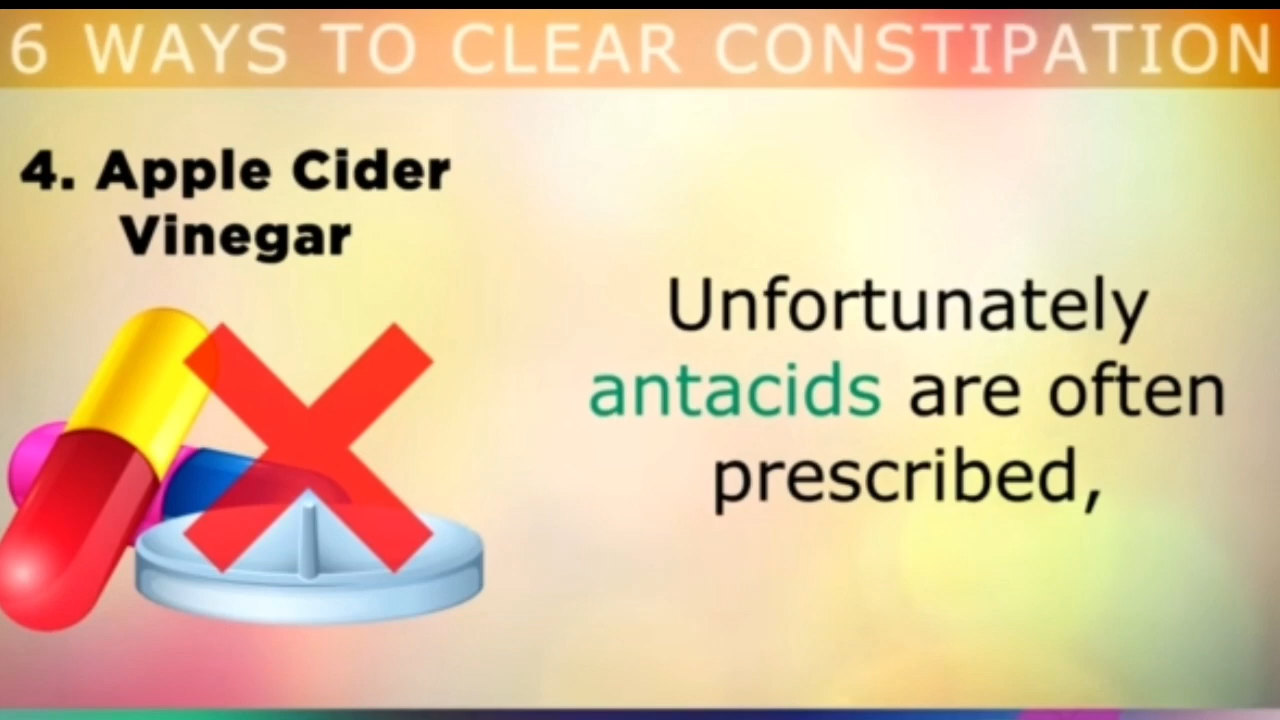 6 WAYS TO CLEAR CONSTIPATION
4. Apple Cider
Vinegar
Unfortunately
antacids are often
prescribed,